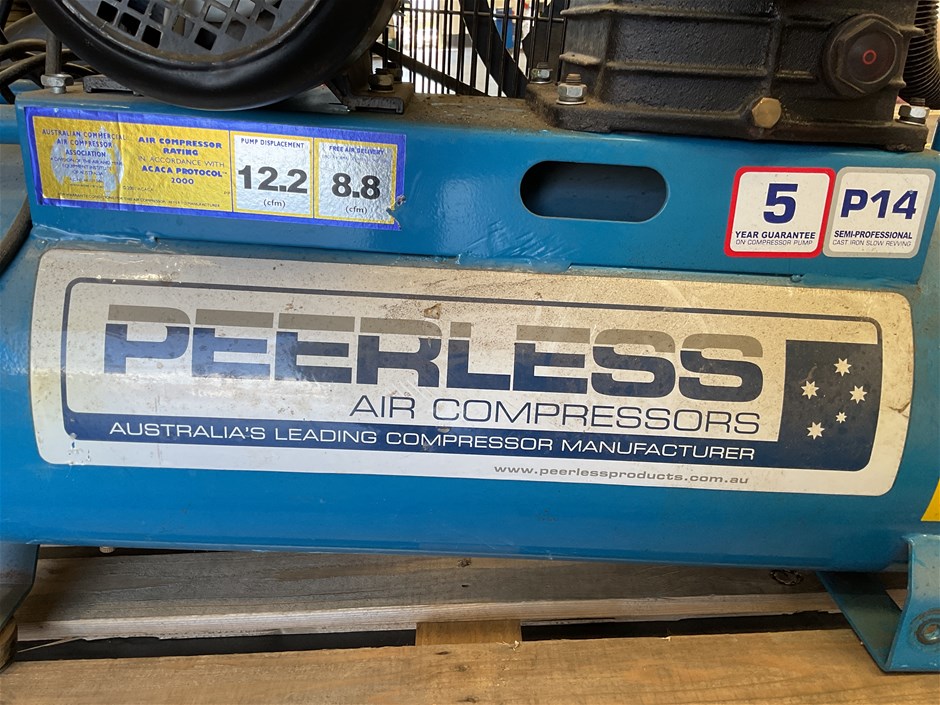 AUSTRALIAN COMMERCIAL
AIR COMPRESSOR
ASSOCIATION
AIR COMPRESSOR
RATING
IN ACCORDANCE WITH
ACACA PROTOCOL
2000
PUMP DISPLACEMENT
12.2
(cfm)
FREE AIR DELIVERY
8.8
(cfm)
5
YEAR GUARANTEE
ON COMPRESSOR PUMP
P14
SEMI-PROFESSIONAL
CAST IRON SLOW REVVING
PEERLESS
AIR COMPRESSORS
AUSTRALIA'S LEADING COMPRESSOR MANUFACTURER
www.peerlessproducts.com.au